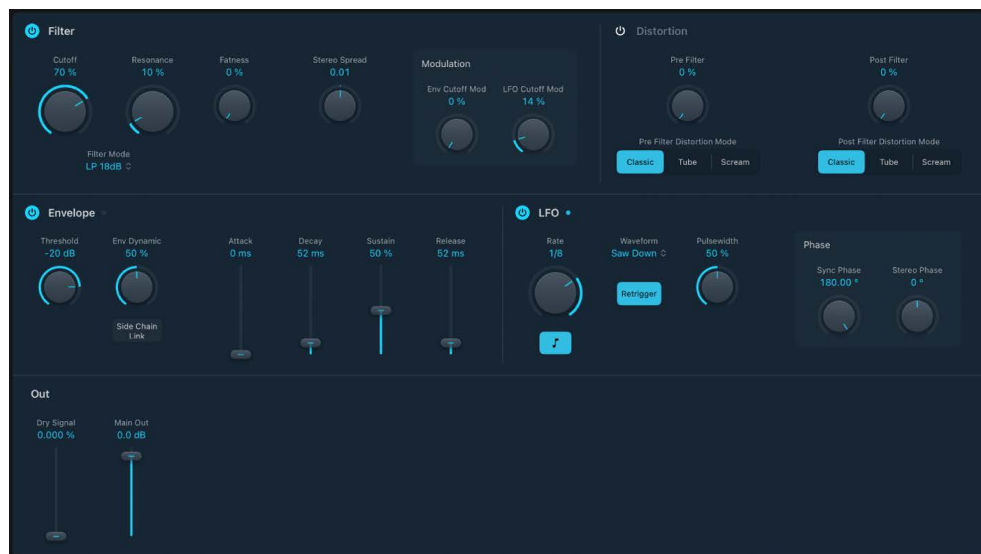 Filter
Distortion
Cutoff
70 %
Resonance
10 %
Fatness
0 %
Stereo Spread
0.01
Modulation
Env Cutoff Mod
0 %
LFO Cutoff Mod
14 %
Filter Mode
LP 18dB
Pre Filter
0 %
Post Filter
0 %
Pre Filter Distortion Mode
Classic Tube Scream
Post Filter Distortion Mode
Classic Tube Scream
Envelope
Threshold
-20 dB
Env Dynamic
50 %
Side Chain
Link
Attack
0 ms
Decay
52 ms
Sustain
50 %
Release
52 ms
LFO
Rate
1/8
Waveform
Saw Down
Retrigger
Pulsewidth
50 %
Phase
Sync Phase
180.00 °
Stereo Phase
0 °
Out
Dry Signal
0.000 %
Main Out
0.0 dB